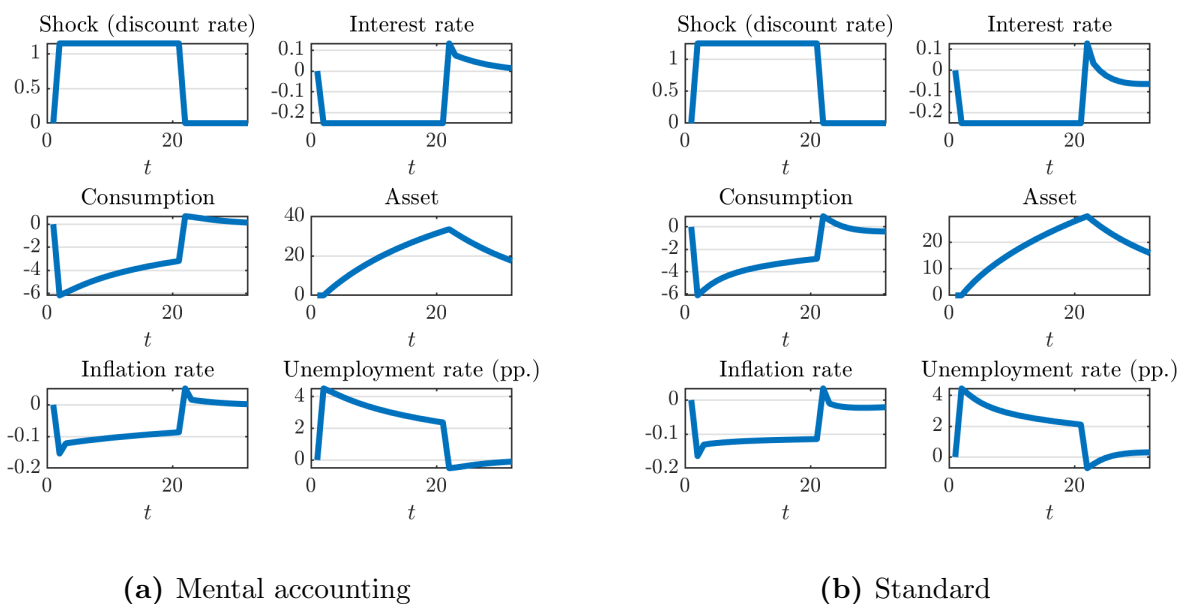 Shock (discount rate)
1
0.5
0
0
20
t
Interest rate
0.1
0
-0.1
-0.2
0
20
t
Consumption
0
-2
-4
-6
0
20
t
Asset
40
20
0
0
20
t
Inflation rate
0
-0.1
-0.2
0
20
t
Unemployment rate (pp.)
4
2
0
0
20
t
(a) Mental accounting
Shock (discount rate)
1
0.5
0
0
20
t
Interest rate
0.1
0
-0.1
-0.2
0
20
t
Consumption
0
-2
-4
-6
0
20
t
Asset
20
10
0
0
20
t
Inflation rate
0
-0.1
-0.2
0
20
t
Unemployment rate (pp.)
4
2
0
0
20
t
(b) Standard